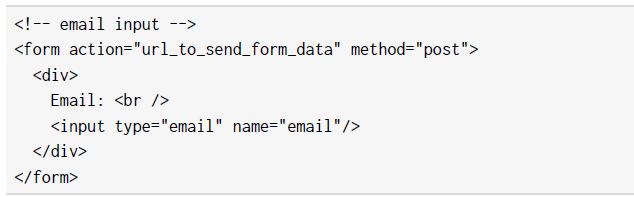 <!-- email input -->
<form action="url_to_send_form_data" method="post">
  <div>
    Email: <br />
    <input type="email" name="email"/>
  </div>
</form>